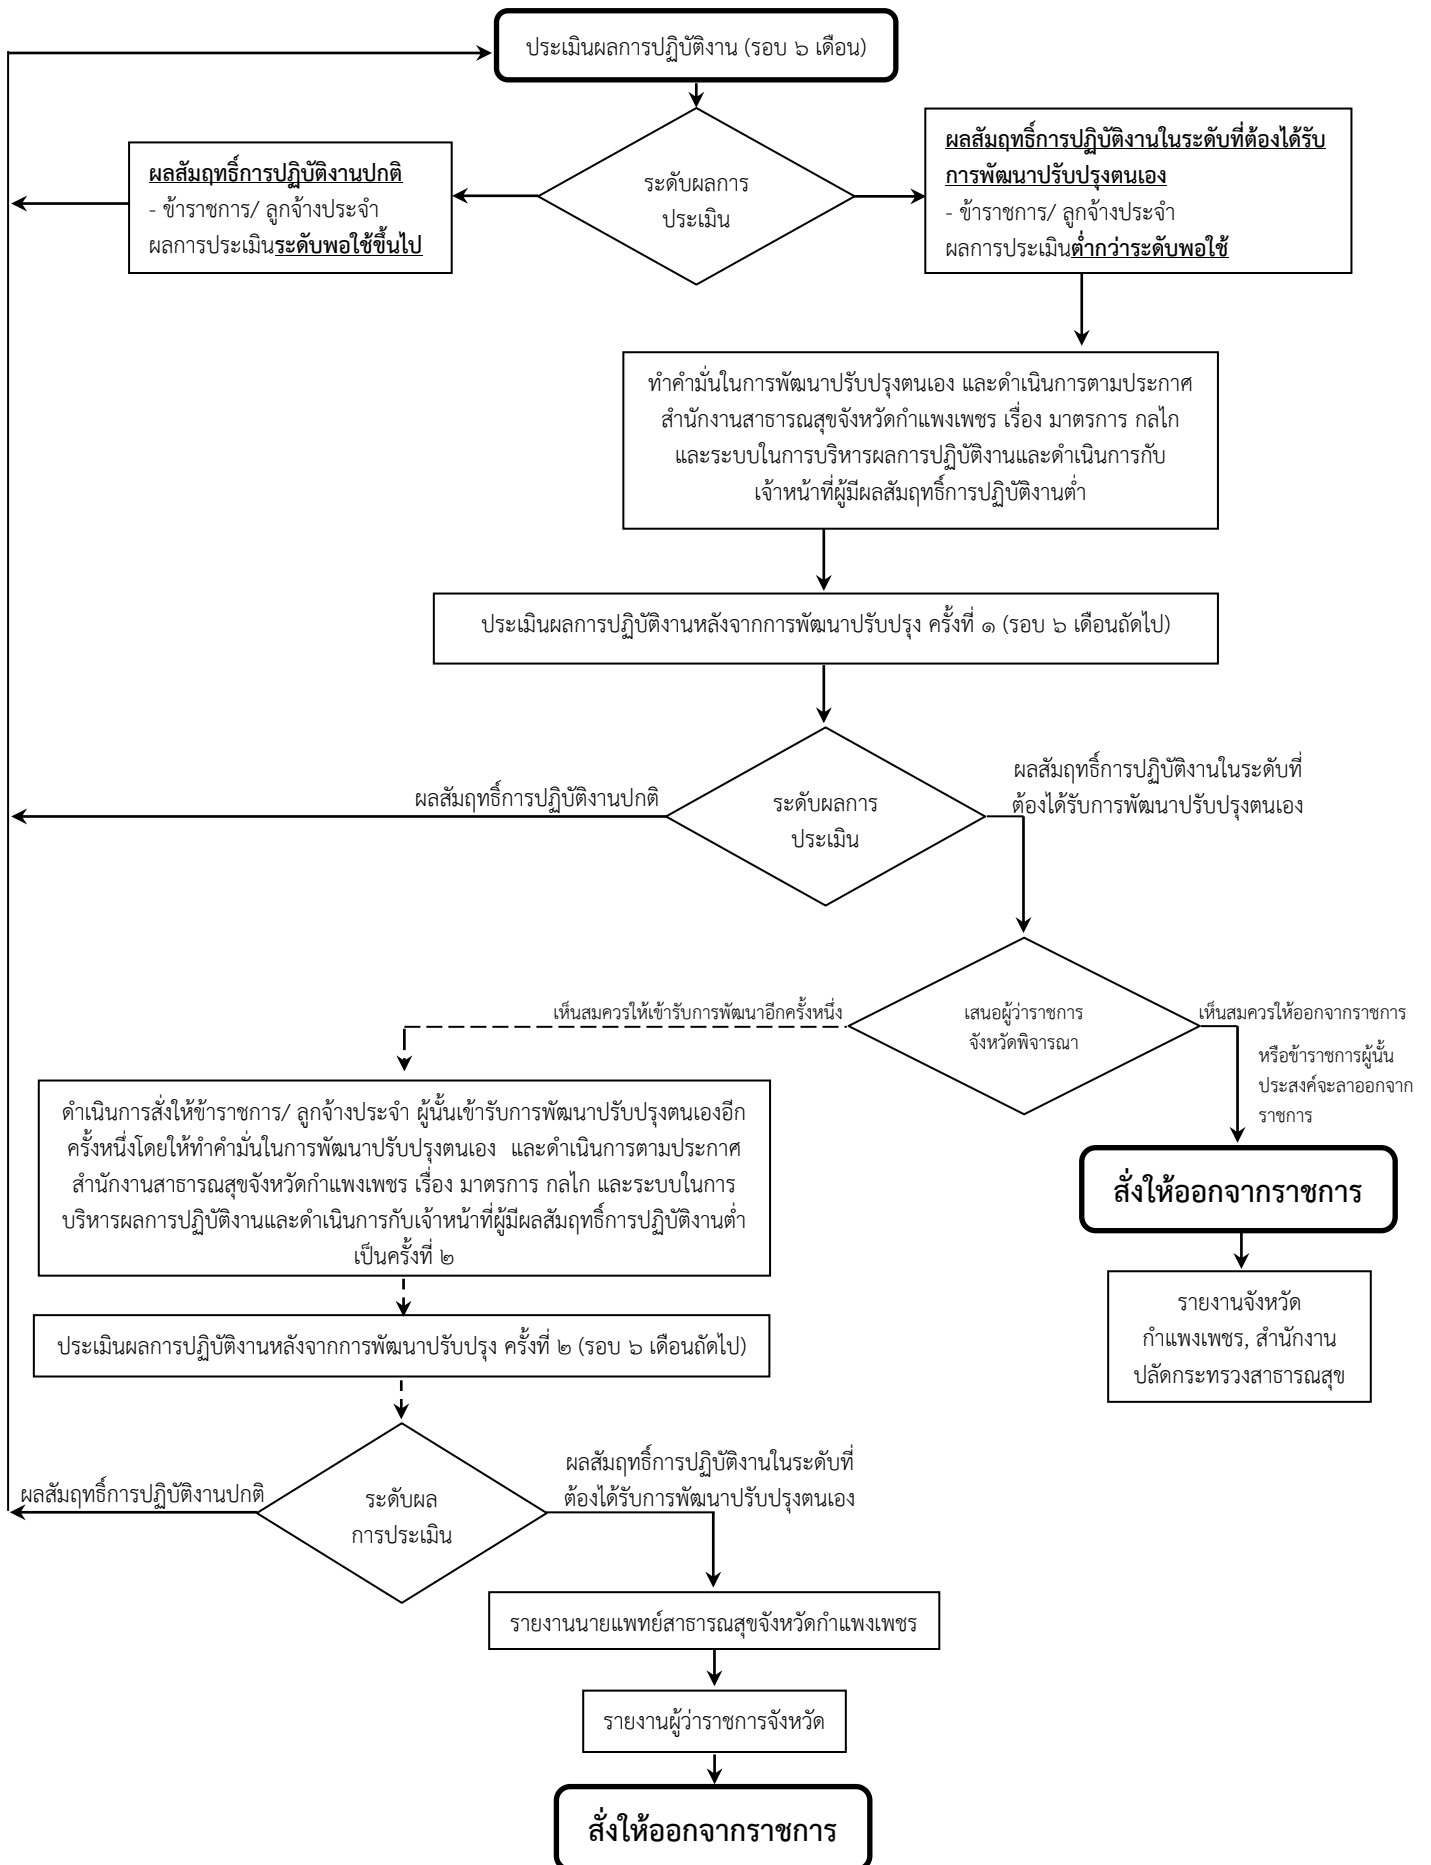 ประเมินผลการปฏิบัติงาน (รอบ ๖ เดือน)
ผลสัมฤทธิ์การปฏิบัติงานปกติ
- ข้าราชการ/ ลูกจ้างประจำ
ผลการประเมินระดับพอใช้ขึ้นไป
ระดับผลการ
ประเมิน
ผลสัมฤทธิ์การปฏิบัติงานในระดับที่ต้องได้รับ
การพัฒนาปรับปรุงตนเอง
- ข้าราชการ/ ลูกจ้างประจำ
ผลการประเมินต่ำกว่าระดับพอใช้
ทำคำมั่นในการพัฒนาปรับปรุงตนเอง และดำเนินการตามประกาศ
สำนักงานสาธารณสุขจังหวัดกำแพงเพชร เรื่อง มาตรการ กลไก
และระบบในการบริหารผลการปฏิบัติงานและดำเนินการกับ
เจ้าหน้าที่ผู้มีผลสัมฤทธิ์การปฏิบัติงานต่ำ
ประเมินผลการปฏิบัติงานหลังจากการพัฒนาปรับปรุง ครั้งที่ ๑ (รอบ ๖ เดือนถัดไป)
ผลสัมฤทธิ์การปฏิบัติงานปกติ
ระดับผลการ
ประเมิน
ผลสัมฤทธิ์การปฏิบัติงานในระดับที่
ต้องได้รับการพัฒนาปรับปรุงตนเอง
เห็นสมควรให้เข้ารับการพัฒนาอีกครั้งหนึ่ง
เสนอผู้ว่าราชการ
จังหวัดพิจารณา
เห็นสมควรให้ออกจากราชการ
หรือข้าราชการผู้นั้น
ประสงค์จะลาออกจาก
ราชการ
ดำเนินการสั่งให้ข้าราชการ/ ลูกจ้างประจำ ผู้นั้นเข้ารับการพัฒนาปรับปรุงตนเองอีก
ครั้งหนึ่งโดยให้ทำคำมั่นในการพัฒนาปรับปรุงตนเอง และดำเนินการตามประกาศ
สำนักงานสาธารณสุขจังหวัดกำแพงเพชร เรื่อง มาตรการ กลไก และระบบในการ
บริหารผลการปฏิบัติงานและดำเนินการกับเจ้าหน้าที่ผู้มีผลสัมฤทธิ์การปฏิบัติงานต่ำ
เป็นครั้งที่ ๒
สั่งให้ออกจากราชการ
รายงานจังหวัด
กำแพงเพชร, สำนักงาน
ปลัดกระทรวงสาธารณสุข
ประเมินผลการปฏิบัติงานหลังจากการพัฒนาปรับปรุง ครั้งที่ ๒ (รอบ ๖ เดือนถัดไป)
ผลสัมฤทธิ์การปฏิบัติงานปกติ
ระดับผล
การประเมิน
ผลสัมฤทธิ์การปฏิบัติงานในระดับที่
ต้องได้รับการพัฒนาปรับปรุงตนเอง
รายงานนายแพทย์สาธารณสุขจังหวัดกำแพงเพชร
รายงานผู้ว่าราชการจังหวัด
สั่งให้ออกจากราชการ